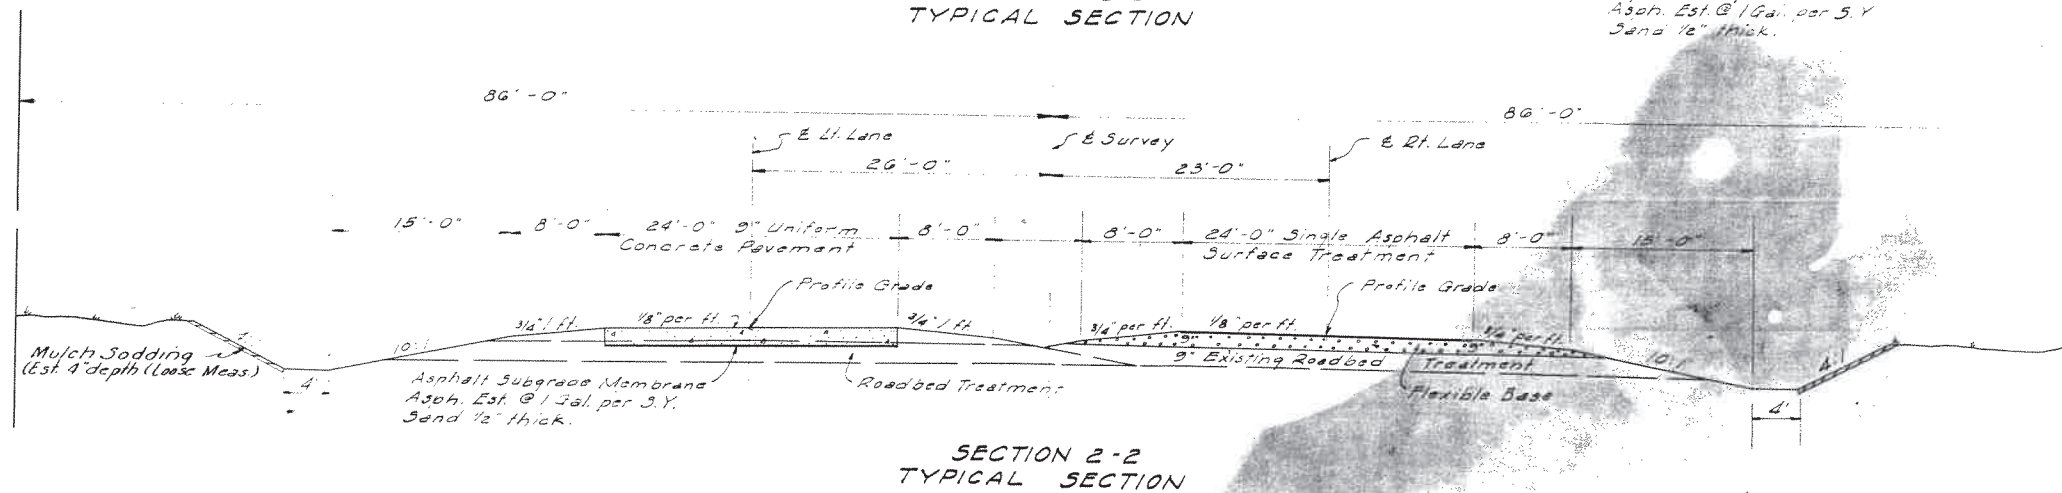 TYPICAL SECTION
Asph. Est. @ 1 Gal. per S.Y
Sand 1/2" thick.
86'-0"
86'-0"
℄ Lt. Lane
℄ Survey
℄ Rt. Lane
26'-0"
23'-0"
15'-0"
8'-0"
24'-0" 9" Uniform
Concrete Pavement
8'-0"
8'-0"
24'-0" Single Asphalt
Surface Treatment
8'-0"
15'-0"
Profile Grade
Profile Grade
3/4"/ft.
1/8" per ft.
3/4"/ft
3/4" per ft.
1/8" per ft.
3/4" per ft.
Mulch Sodding
(Est. 4" depth (Loose Meas.)
10:1
9"
9" Existing Roadbed Treatment
10:1
4:1
4'
Asphalt Subgrade Membrane
Asph. Est. @ 1 Gal. per S.Y.
Sand 1/2" thick.
Roadbed Treatment
Flexible Base
4'
SECTION 2-2
TYPICAL SECTION